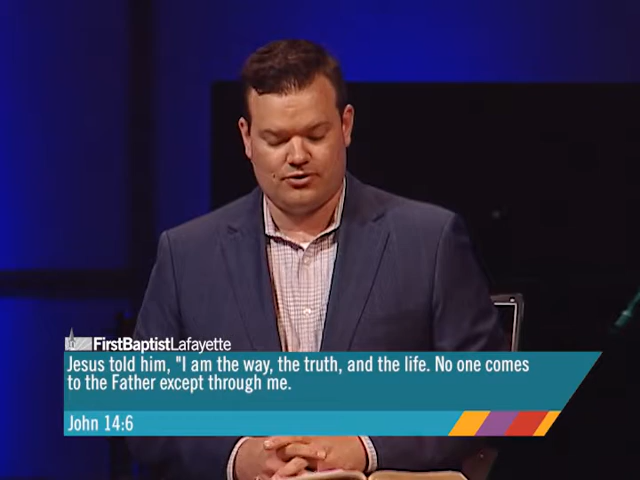 FirstBaptistLafayette
Jesus told him, "I am the way, the truth, and the life. No one comes
to the Father except through me.
John 14:6